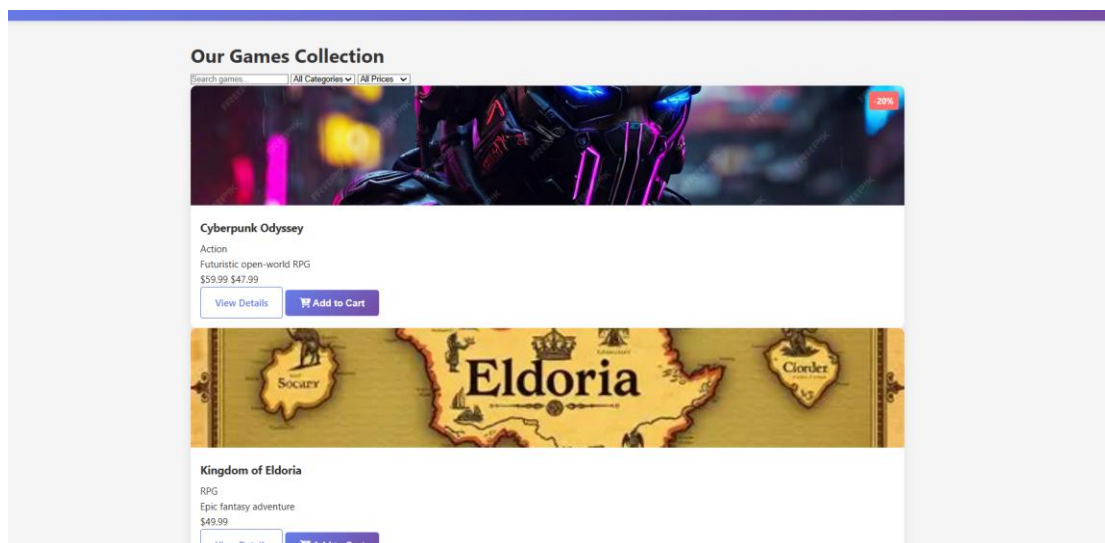 Our Games Collection
Search games...
All Categories
All Prices
-20%
Cyberpunk Odyssey
Action
Futuristic open-world RPG
$59.99 $47.99
View Details
Add to Cart
Eldoria
Socary
Clorder
Kingdom of Eldoria
RPG
Epic fantasy adventure
$49.99